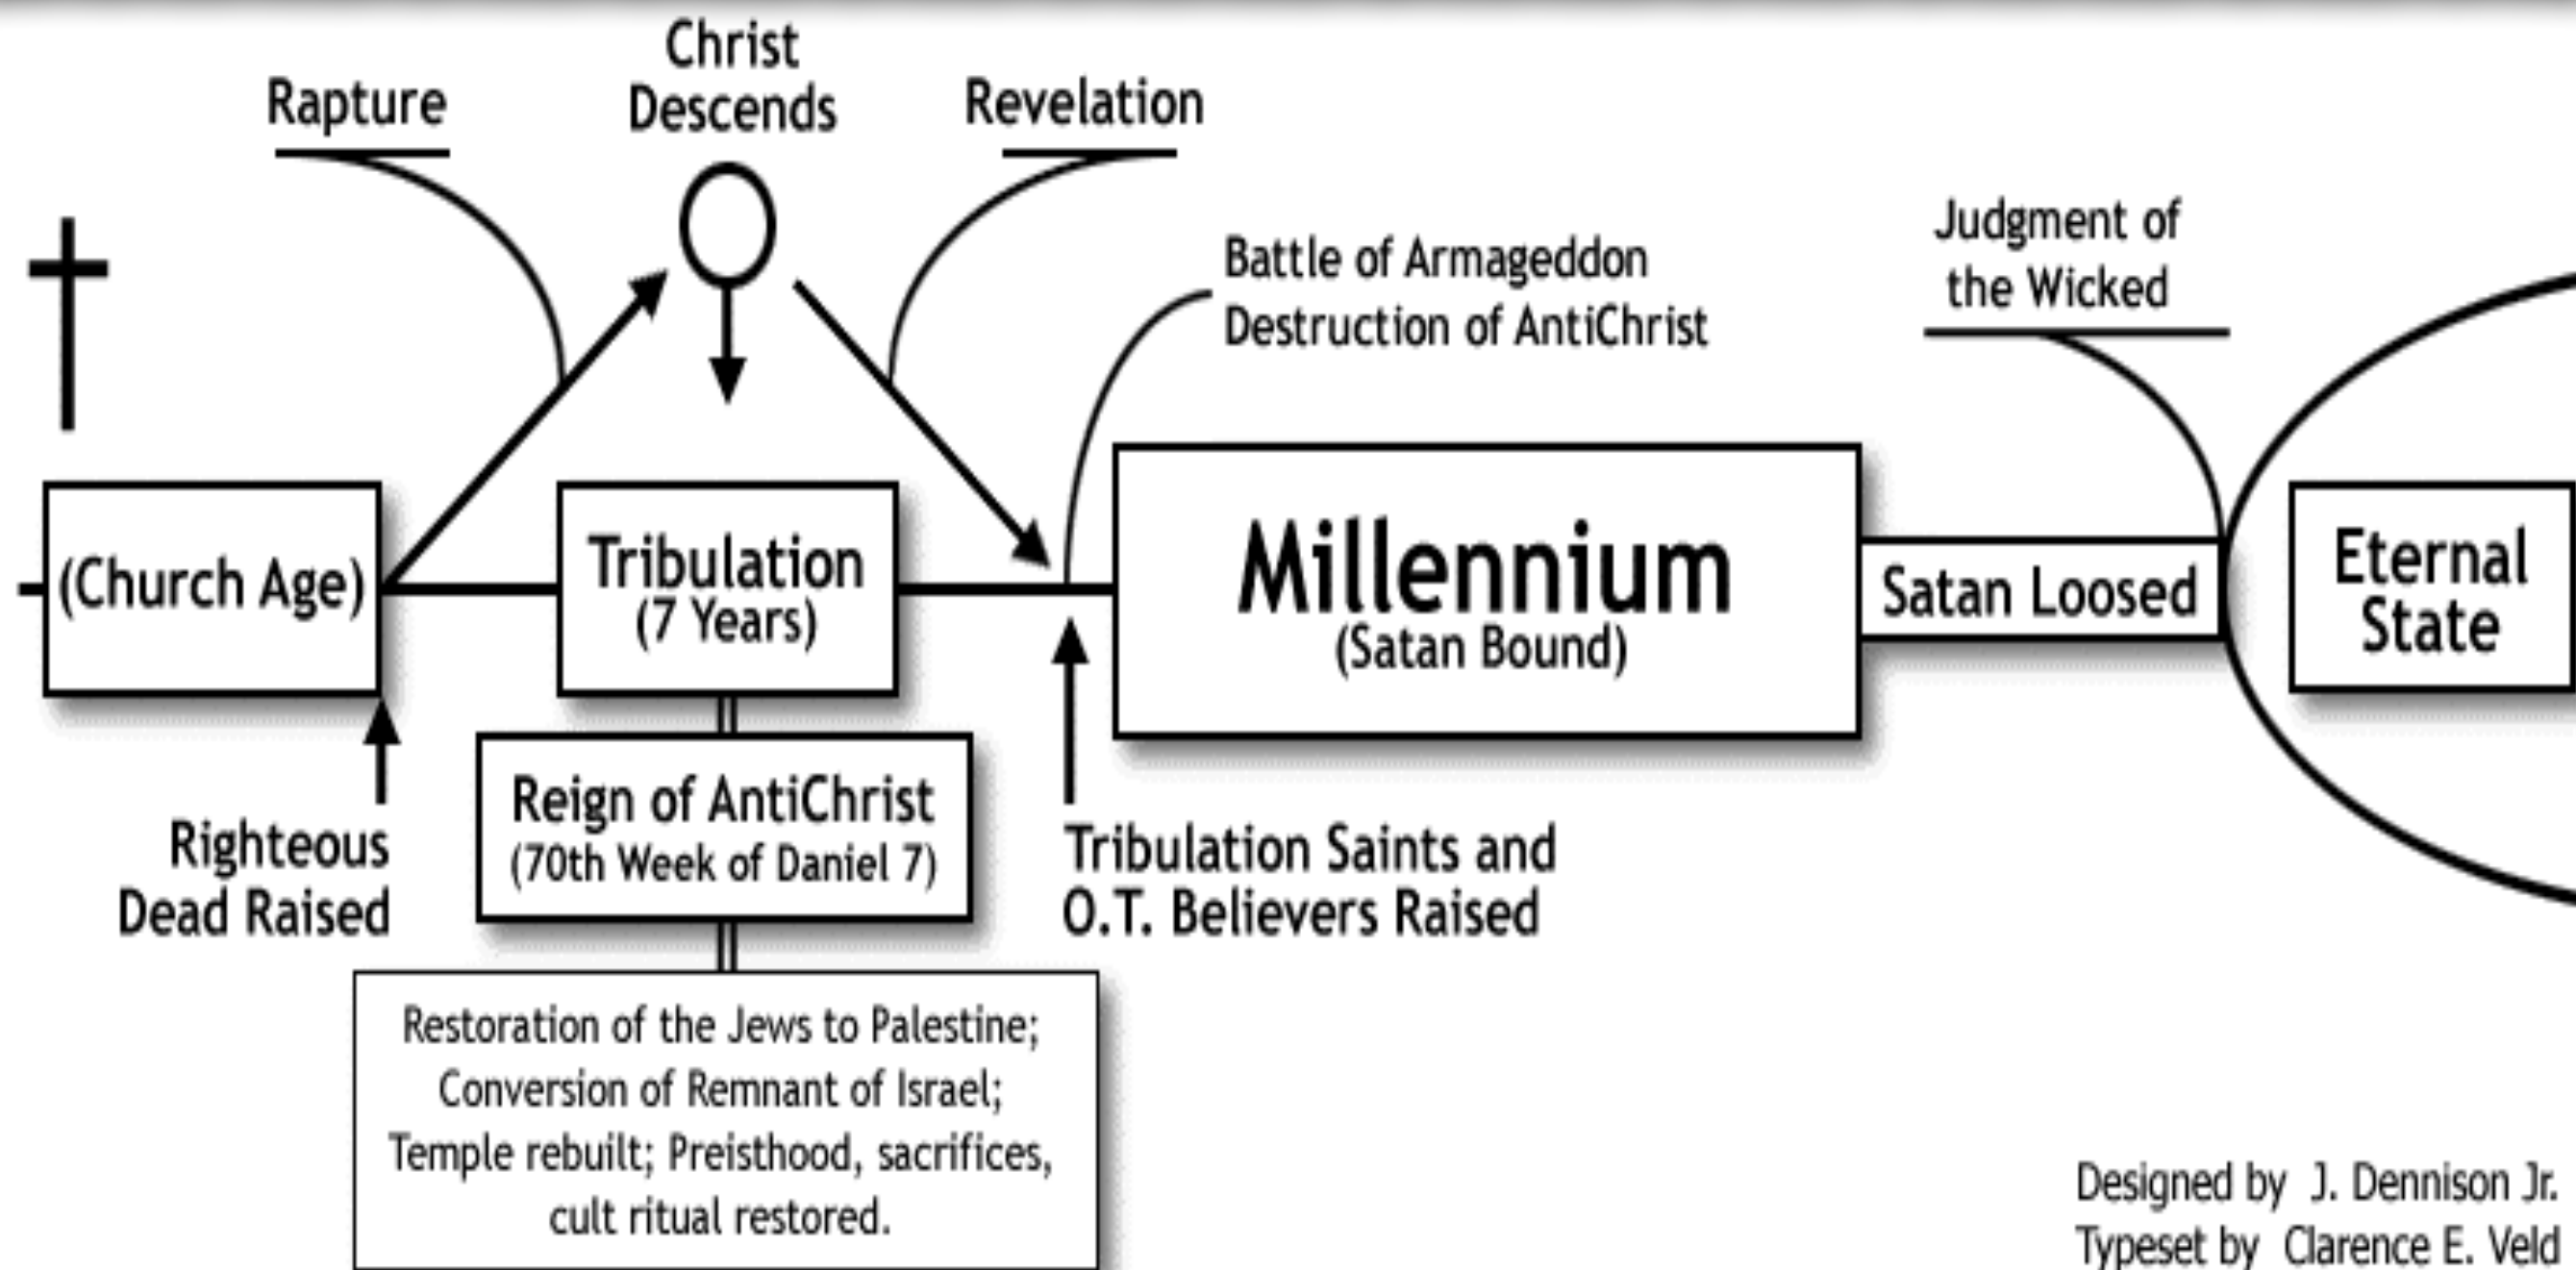 Christ
Descends
Rapture
Revelation
Battle of Armageddon
Destruction of AntiChrist
Judgment of
the Wicked
(Church Age)
Tribulation
(7 Years)
Millennium
(Satan Bound)
Satan Loosed
Eternal
State
Righteous
Dead Raised
Reign of AntiChrist
(70th Week of Daniel 7)
Tribulation Saints and
O.T. Believers Raised
Restoration of the Jews to Palestine;
Conversion of Remnant of Israel;
Temple rebuilt; Preisthood, sacrifices,
cult ritual restored.
Designed by J. Dennison Jr.
Typeset by Clarence E. Veld